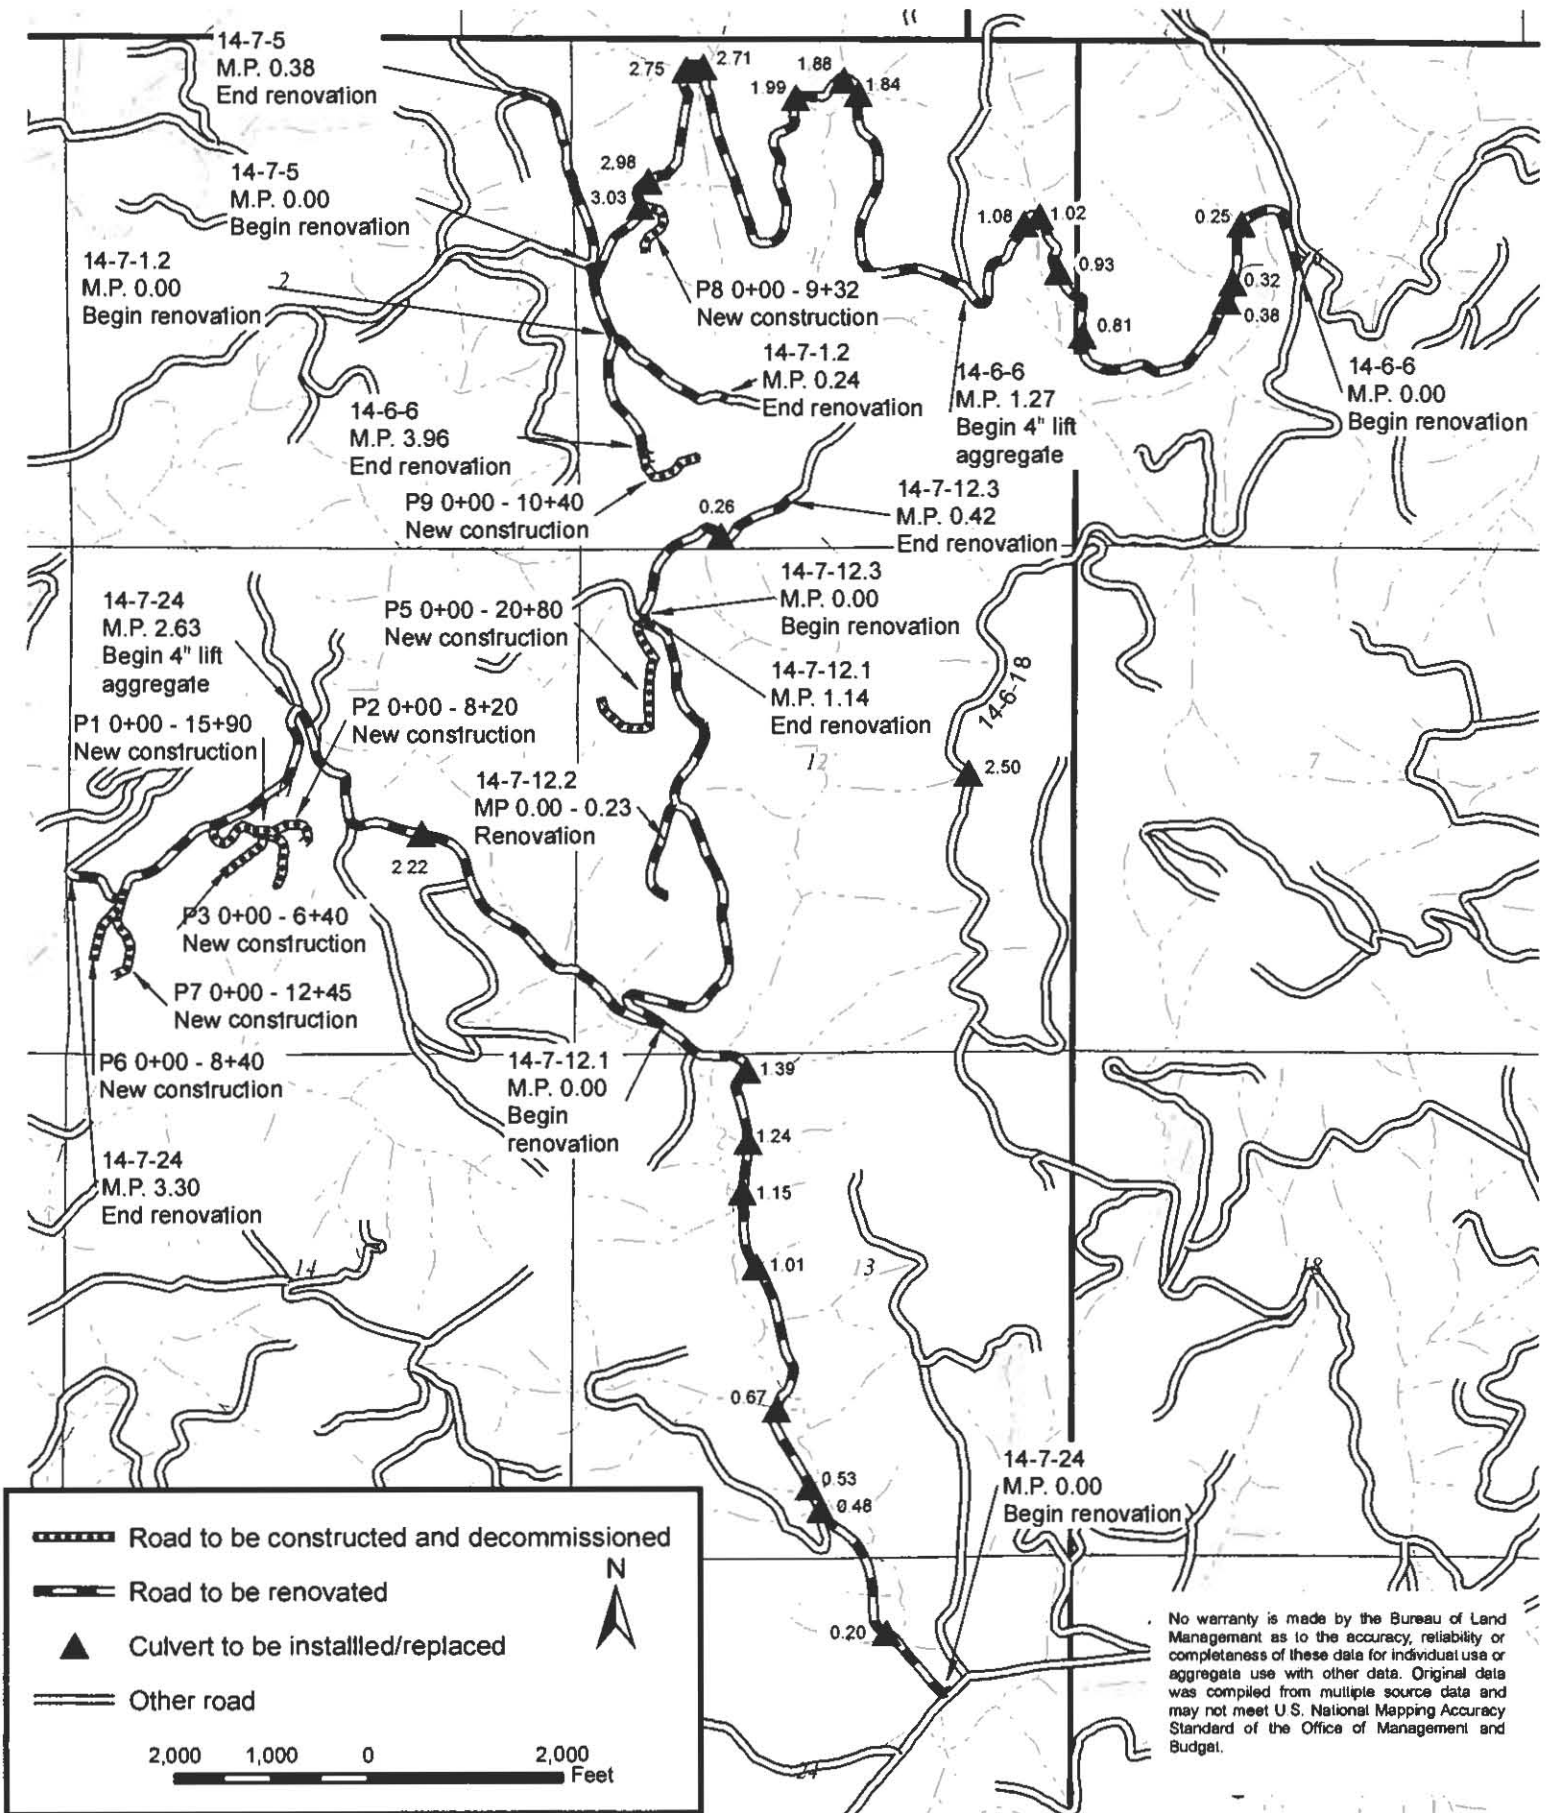 14-7-5
M.P. 0.38
End renovation
2.75
2.71
1.99
1.88
1.84
14-7-5
M.P. 0.00
Begin renovation
2.98
3.03
14-7-1.2
M.P. 0.00
Begin renovation
2
1
P8 0+00 - 9+32
New construction
1.08
1.02
0.93
0.81
0.25
0.32
0.38
6
14-7-1.2
M.P. 0.24
End renovation
14-6-6
M.P. 1.27
Begin 4" lift
aggregate
14-6-6
M.P. 0.00
Begin renovation
14-6-6
M.P. 3.96
End renovation
P9 0+00 - 10+40
New construction
0.26
14-7-12.3
M.P. 0.42
End renovation
14-7-12.3
M.P. 0.00
Begin renovation
14-7-24
M.P. 2.63
Begin 4" lift
aggregate
P5 0+00 - 20+80
New construction
14-7-12.1
M.P. 1.14
End renovation
14-6-18
P1 0+00 - 15+90
New construction
P2 0+00 - 8+20
New construction
14-7-12.2
MP 0.00 - 0.23
Renovation
12
2.50
7
2.22
P3 0+00 - 6+40
New construction
P7 0+00 - 12+45
New construction
P6 0+00 - 8+40
New construction
14-7-12.1
M.P. 0.00
Begin
renovation
1.39
1.24
1.15
1.01
14-7-24
M.P. 3.30
End renovation
14
13
18
0.67
0.53
0.48
14-7-24
M.P. 0.00
Begin renovation
0.20
24
Road to be constructed and decommissioned
Road to be renovated
Culvert to be installled/replaced
Other road
N
2,000 1,000 0 2,000
Feet
No warranty is made by the Bureau of Land
Management as to the accuracy, reliability or
completeness of these data for individual use or
aggregate use with other data. Original data
was compiled from multiple source data and
may not meet U.S. National Mapping Accuracy
Standard of the Office of Management and
Budget.